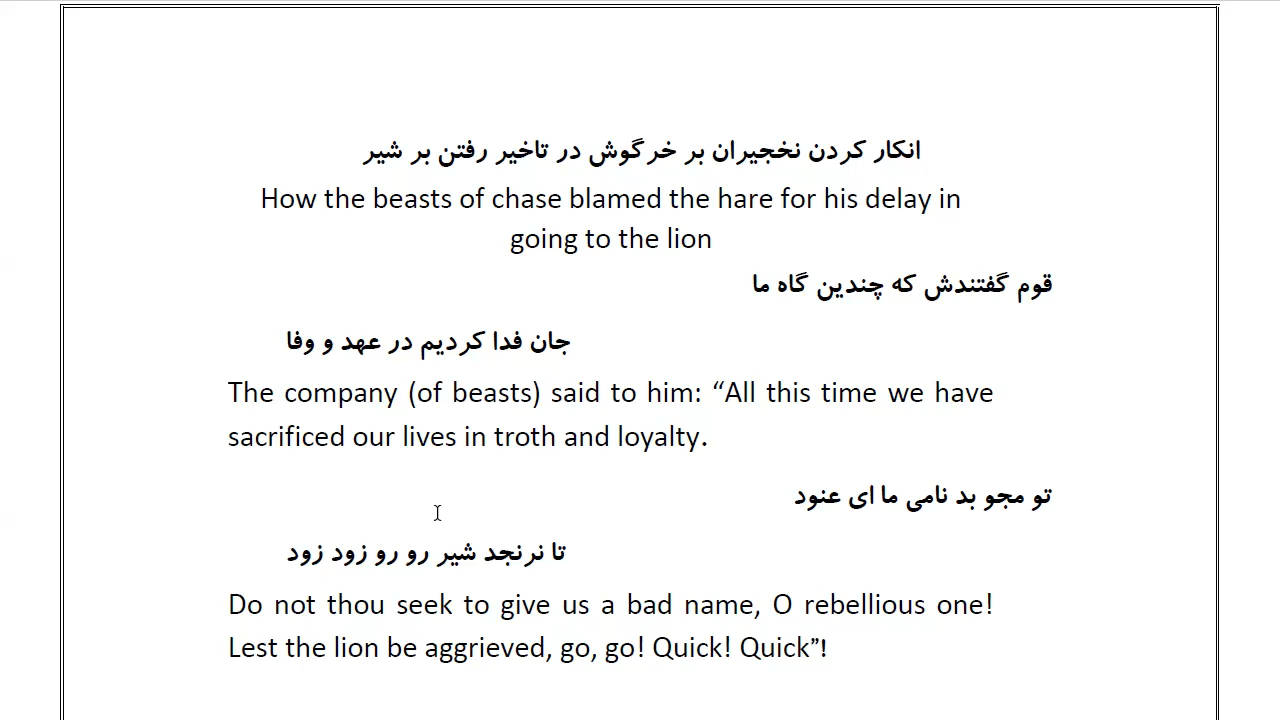 انکار کردن نخجیران بر خرگوش در تاخیر رفتن بر شیر
How the beasts of chase blamed the hare for his delay in
going to the lion
قوم گفتندش که چندین گاه ما
جان فدا کردیم در عهد و وفا
The company (of beasts) said to him: “All this time we have
sacrificed our lives in troth and loyalty.
تو مجو بد نامی ما ای عنود
تا نرنجد شیر رو رو زود زود
Do not thou seek to give us a bad name, O rebellious one!
Lest the lion be aggrieved, go, go! Quick! Quick”!